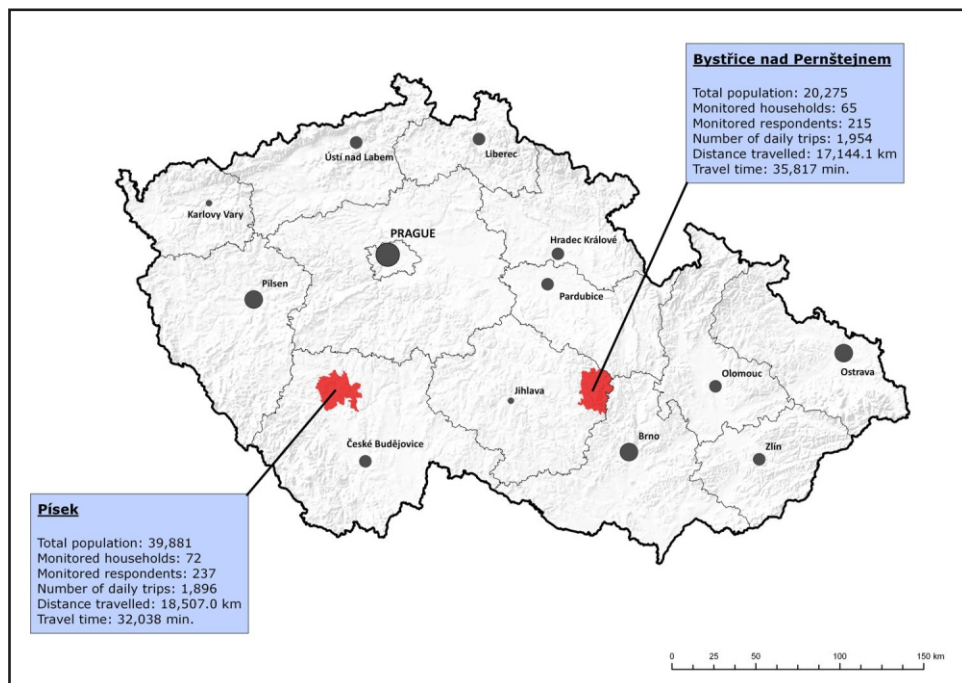 Bystřice nad Pernštejnem
Total population: 20,275
Monitored households: 65
Monitored respondents: 215
Number of daily trips: 1,954
Distance travelled: 17,144.1 km
Travel time: 35,817 min.
Ústí nad Labem
Liberec
Karlovy Vary
PRAGUE
Hradec Králové
Pilsen
Pardubice
Ostrava
Olomouc
Jihlava
Brno
České Budějovice
Zlín
Písek
Total population: 39,881
Monitored households: 72
Monitored respondents: 237
Number of daily trips: 1,896
Distance travelled: 18,507.0 km
Travel time: 32,038 min.
0 25 50 100 150 km